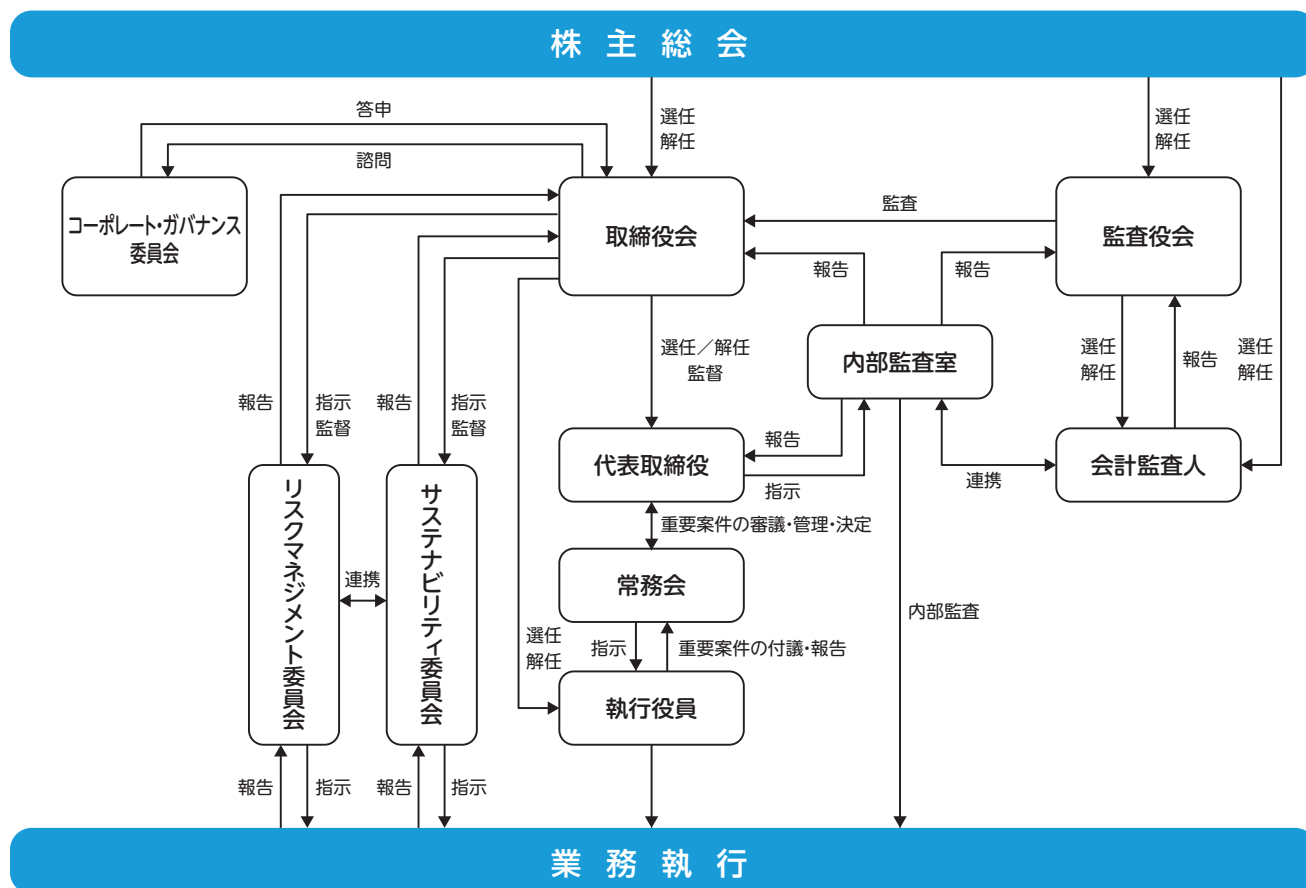 株主総会
答申
選任
解任
選任
解任
諮問
コーポレート・ガバナンス
委員会
取締役会
監査
監査役会
報告
報告
選任／解任
監督
内部監査室
選任
解任
報告
選任
解任
報告
指示
監督
報告
指示
監督
代表取締役
報告
指示
連携
会計監査人
リスクマネジメント委員会
サステナビリティ委員会
重要案件の審議・管理・決定
連携
常務会
内部監査
選任
解任
指示
重要案件の付議・報告
執行役員
報告
指示
報告
指示
業務執行